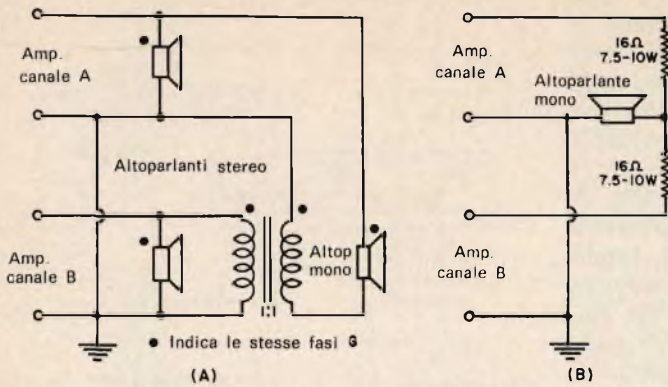 Amp.
canale A
Altoparlanti stereo
Amp.
canale B
Altop
mono
1:1
● Indica le stesse fasi G
(A)
Amp.
canale A
16Ω
7.5-10W
Altoparlante
mono
16Ω
7.5-10W
Amp.
canale B
(B)